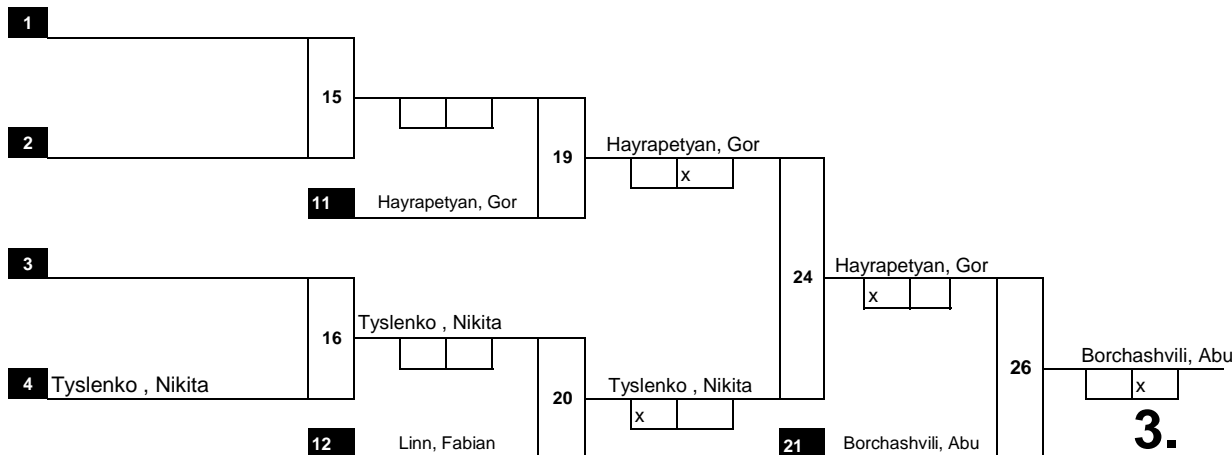 1
15
2
19
Hayrapetyan, Gor
x
11 Hayrapetyan, Gor
3
24
Hayrapetyan, Gor
x
16
Tyslenko , Nikita
26
Borchashvili, Abu
x
4 Tyslenko , Nikita
20
Tyslenko , Nikita
x
3.
12 Linn, Fabian
21 Borchashvili, Abu